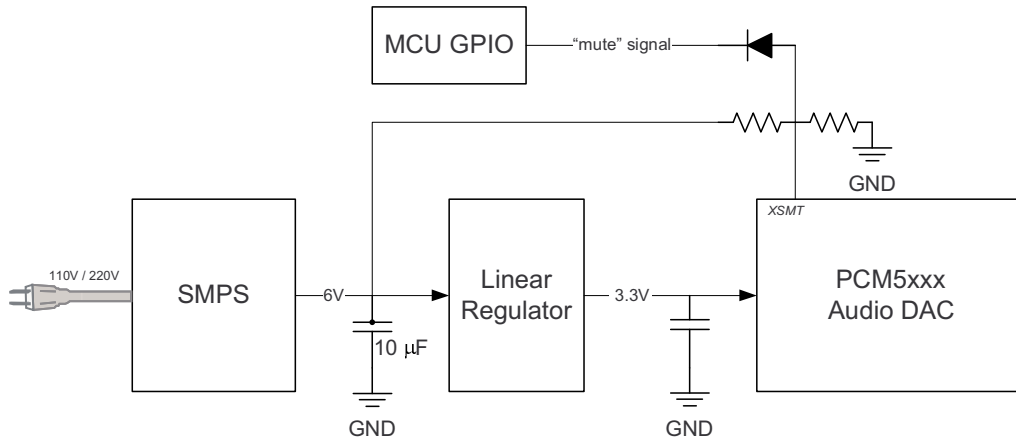 MCU GPIO
“mute” signal
GND
XSMT
110V / 220V
SMPS
6V
Linear
Regulator
3.3V
PCM5xxx
Audio DAC
10 μF
GND
GND